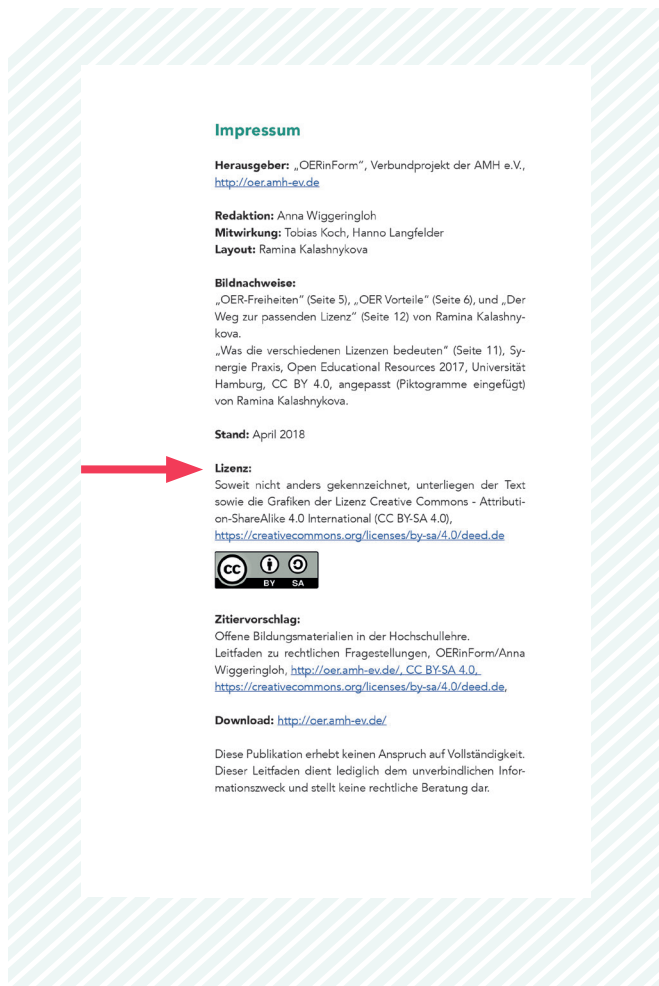 Impressum
Herausgeber: „OERinForm“, Verbundprojekt der AMH e.V.,
http://oer.amh-ev.de
Redaktion: Anna Wiggeringloh
Mitwirkung: Tobias Koch, Hanno Langfelder
Layout: Ramina Kalashnykova
Bildnachweise:
„OER-Freiheiten“ (Seite 5), „OER Vorteile“ (Seite 6), und „Der
Weg zur passenden Lizenz“ (Seite 12) von Ramina Kalashny-
kova.
„Was die verschiedenen Lizenzen bedeuten“ (Seite 11), Sy-
nergie Praxis, Open Educational Resources 2017, Universität
Hamburg, CC BY 4.0, angepasst (Piktogramme eingefügt)
von Ramina Kalashnykova.
Stand: April 2018
Lizenz:
Soweit nicht anders gekennzeichnet, unterliegen der Text
sowie die Grafiken der Lizenz Creative Commons - Attributi-
on-ShareAlike 4.0 International (CC BY-SA 4.0),
https://creativecommons.org/licenses/by-sa/4.0/deed.de
cc BY SA
Zitiervorschlag:
Offene Bildungsmaterialien in der Hochschullehre.
Leitfaden zu rechtlichen Fragestellungen, OERinForm/Anna
Wiggeringloh, http://oer.amh-ev.de/, CC BY-SA 4.0,
https://creativecommons.org/licenses/by-sa/4.0/deed.de,
Download: http://oer.amh-ev.de/
Diese Publikation erhebt keinen Anspruch auf Vollständigkeit.
Dieser Leitfaden dient lediglich dem unverbindlichen Infor-
mationszweck und stellt keine rechtliche Beratung dar.